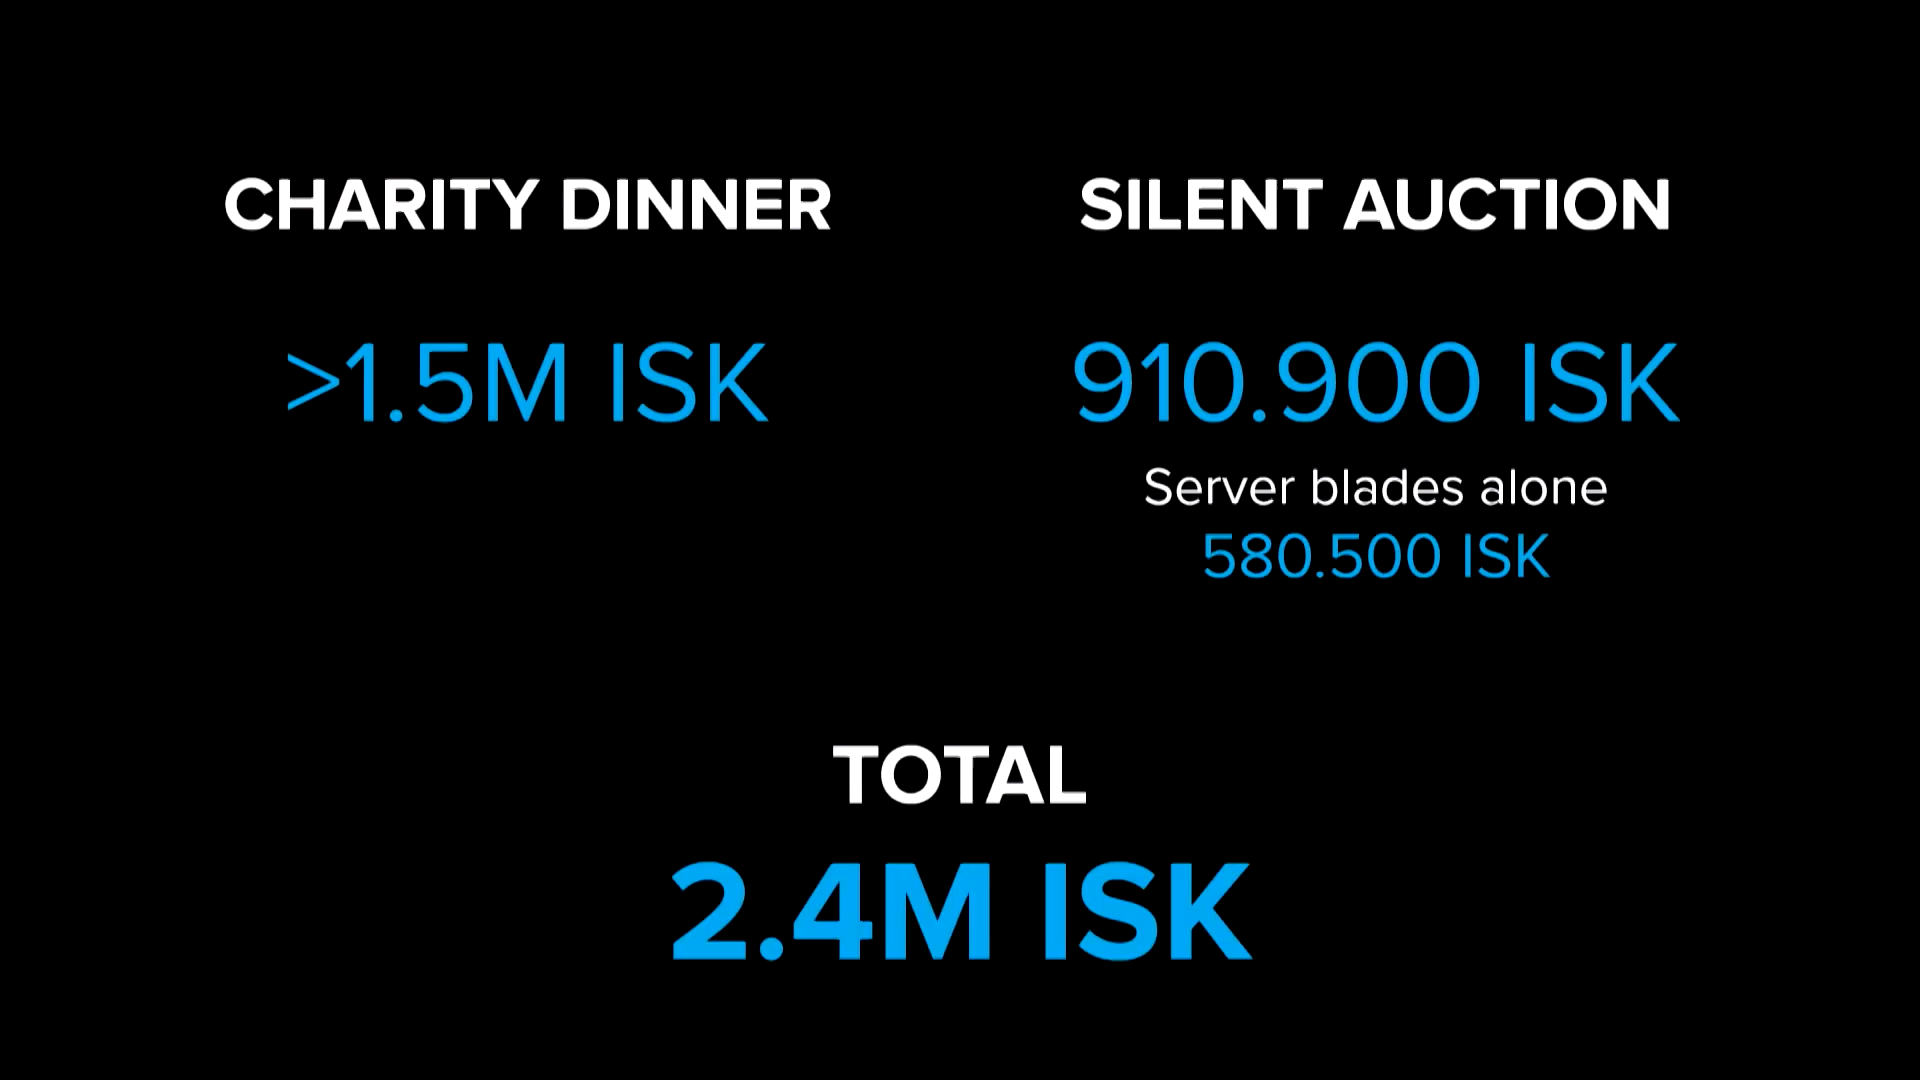 CHARITY DINNER
>1.5M ISK
SILENT AUCTION
910.900 ISK
Server blades alone
580.500 ISK
TOTAL
2.4M ISK